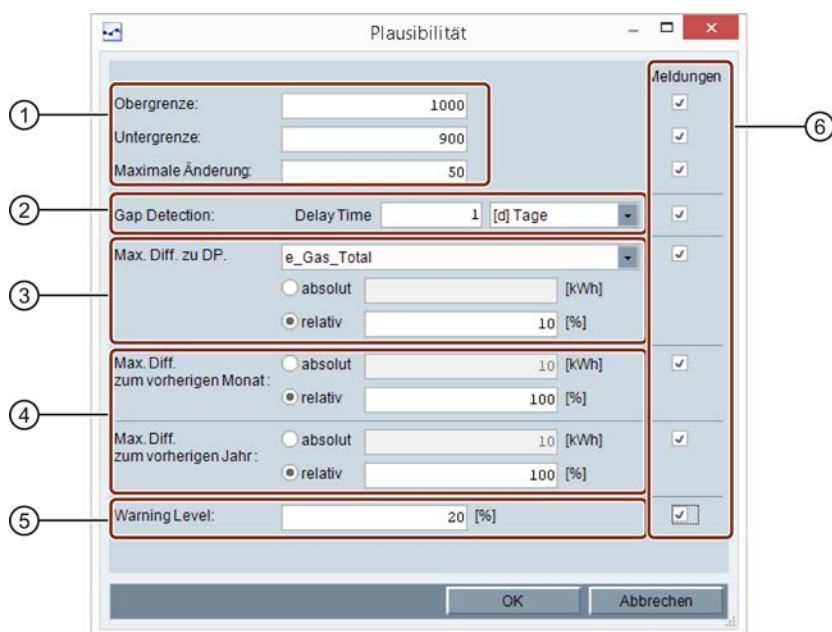 Plausibilität
Meldungen
① Obergrenze: 1000
Untergrenze: 900
Maximale Änderung: 50
⑥
② Gap Detection: Delay Time 1 [d] Tage
③ Max. Diff. zu DP. e_Gas_Total
absolut [kWh]
relativ 10 [%]
④ Max. Diff.
zum vorherigen Monat:
absolut 10 [kWh]
relativ 100 [%]
Max. Diff.
zum vorherigen Jahr:
absolut 10 [kWh]
relativ 100 [%]
⑤ Warning Level: 20 [%]
OK Abbrechen